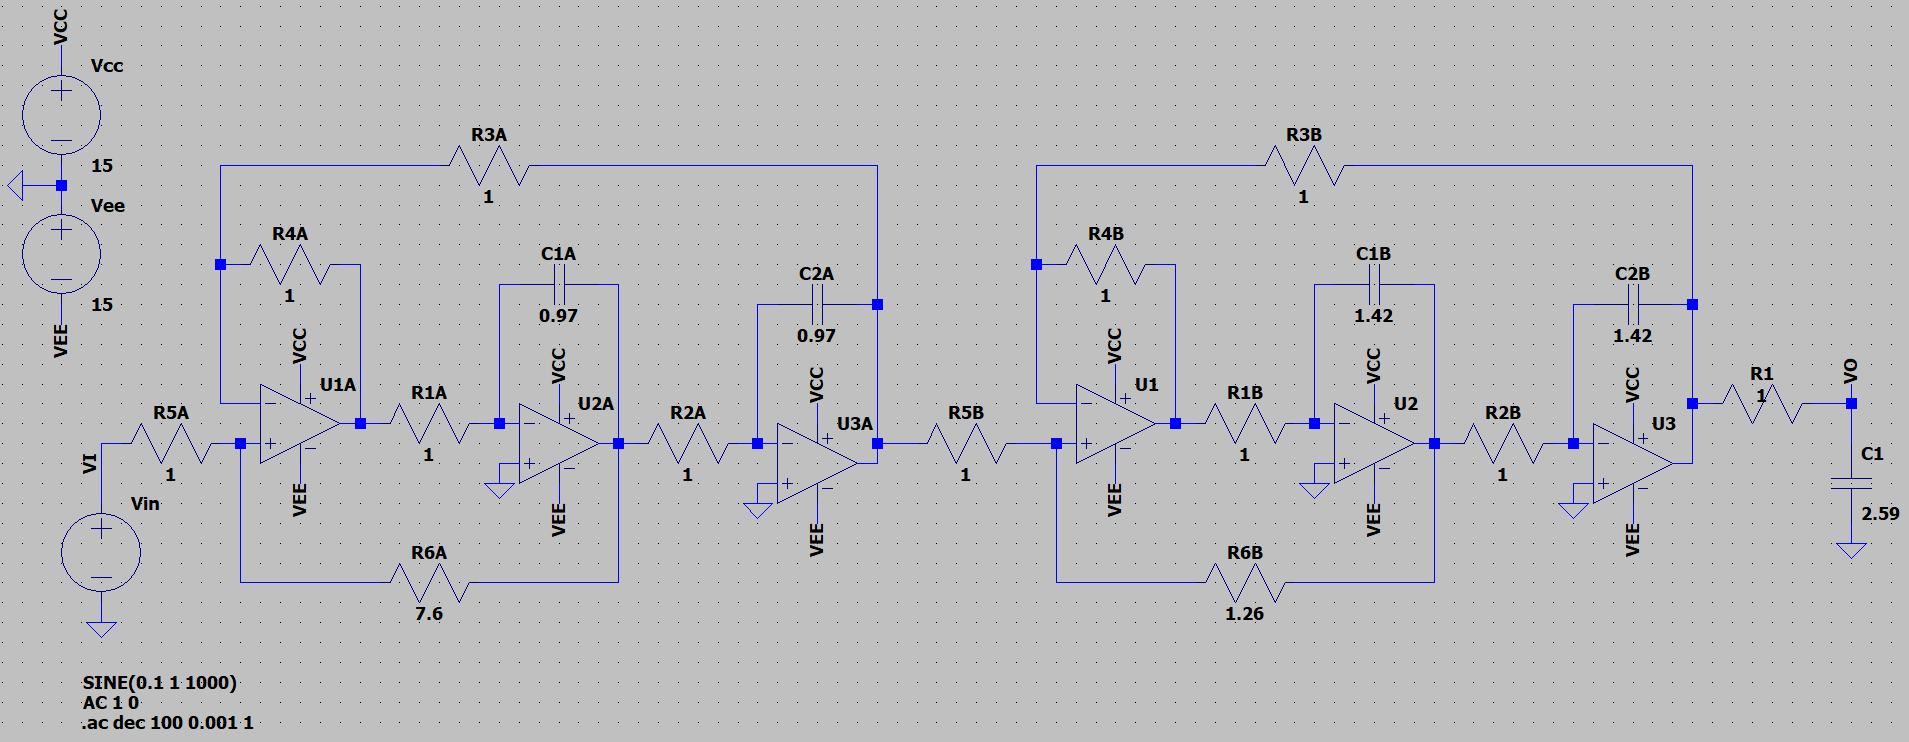 VCC
Vcc
15
Vee
15
VEE
R3A
1
R4A
1
C1A
0.97
C2A
0.97
VCC
U1A
VEE
R5A
1
VI
Vin
R1A
1
VCC
U2A
VEE
R2A
1
VCC
U3A
VEE
R6A
7.6
R3B
1
R4B
1
C1B
1.42
C2B
1.42
R5B
1
VCC
U1
VEE
R1B
1
VCC
U2
VEE
R2B
1
VCC
U3
VEE
R6B
1.26
R1
1
VO
C1
2.59
SINE(0.1 1 1000)
AC 1 0
.ac dec 100 0.001 1